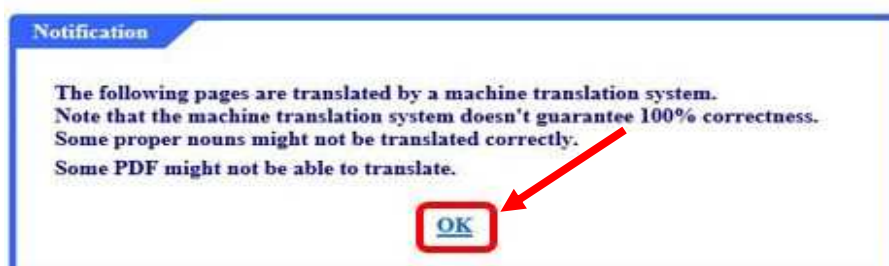 Notification
The following pages are translated by a machine translation system.
Note that the machine translation system doesn't guarantee 100% correctness.
Some proper nouns might not be translated correctly.
Some PDF might not be able to translate.
OK